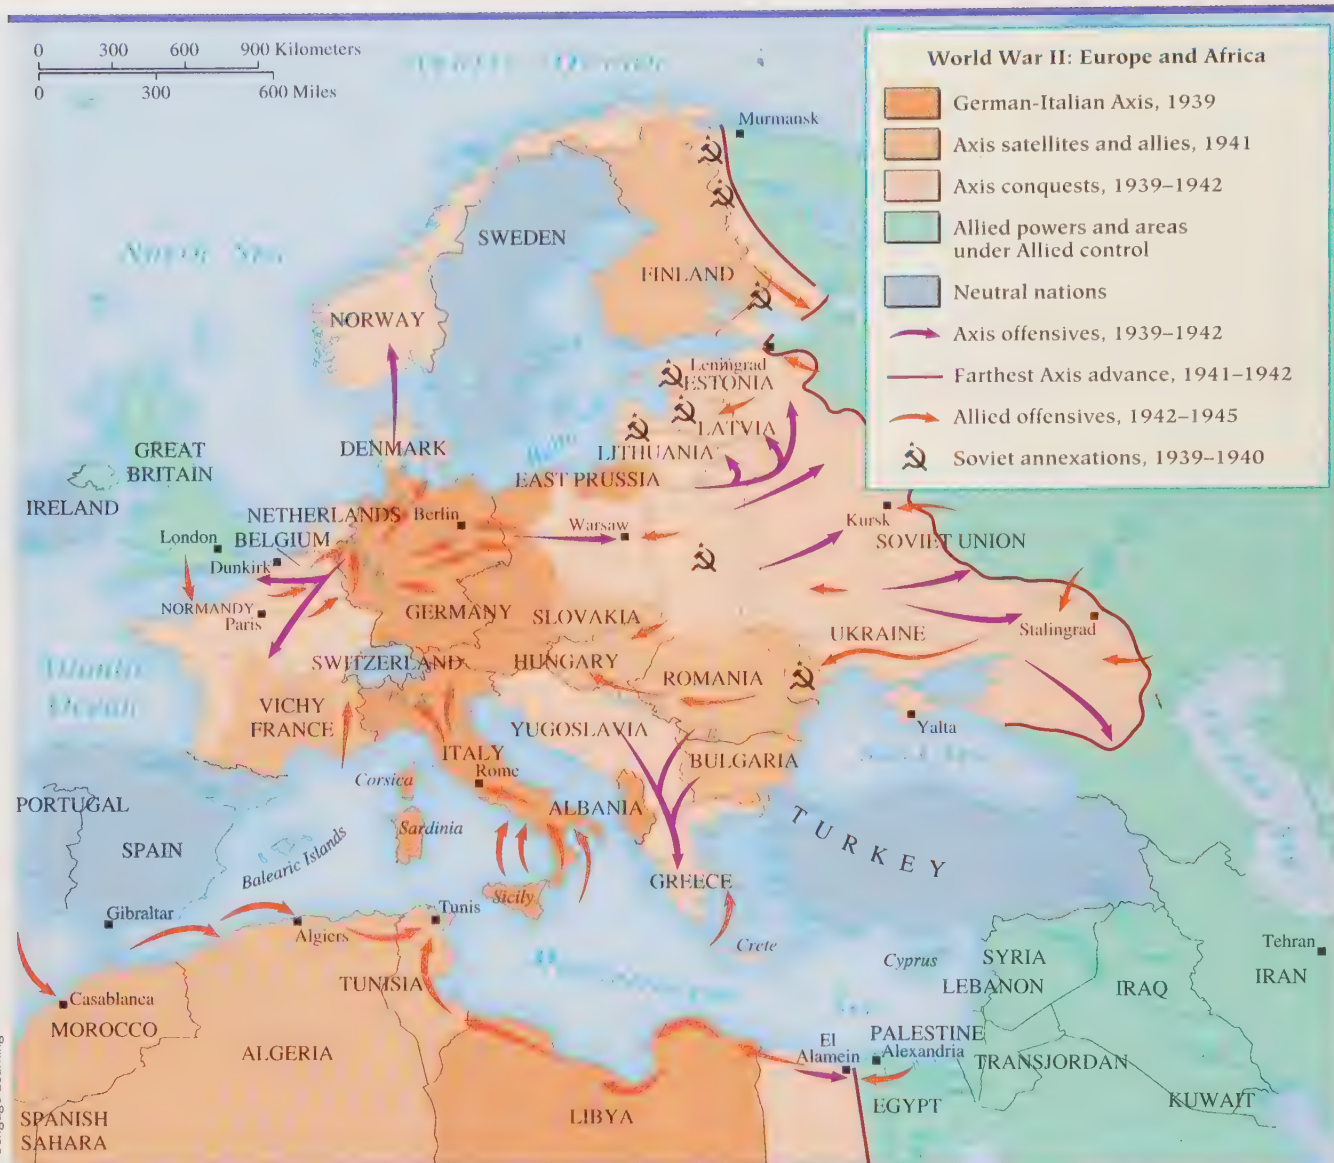 0 300 600 900 Kilometers
0 300 600 Miles
World War II: Europe and Africa
German-Italian Axis, 1939
Axis satellites and allies, 1941
Axis conquests, 1939–1942
Allied powers and areas
under Allied control
Neutral nations
Axis offensives, 1939–1942
Farthest Axis advance, 1941–1942
Allied offensives, 1942–1945
Soviet annexations, 1939–1940
Murmansk
North Sea
SWEDEN
FINLAND
NORWAY
Leningrad
ESTONIA
LATVIA
LITHUANIA
DENMARK
Baltic
EAST PRUSSIA
GREAT
BRITAIN
IRELAND
NETHERLANDS
BELGIUM
Berlin
London
Dunkirk
Warsaw
Kursk
SOVIET UNION
NORMANDY
Paris
GERMANY
SLOVAKIA
UKRAINE
Stalingrad
SWITZERLAND
HUNGARY
ROMANIA
Atlantic
Ocean
VICHY
FRANCE
YUGOSLAVIA
Yalta
ITALY
Rome
BULGARIA
Corsica
ALBANIA
PORTUGAL
SPAIN
Sardinia
Balearic Islands
TURKEY
Sicily
GREECE
Gibraltar
Algiers
Tunis
Crete
Cyprus
SYRIA
LEBANON
IRAQ
Tehran
IRAN
Casablanca
MOROCCO
TUNISIA
ALGERIA
El
Alamein
PALESTINE
Alexandria
TRANSJORDAN
KUWAIT
EGYPT
LIBYA
SPANISH
SAHARA